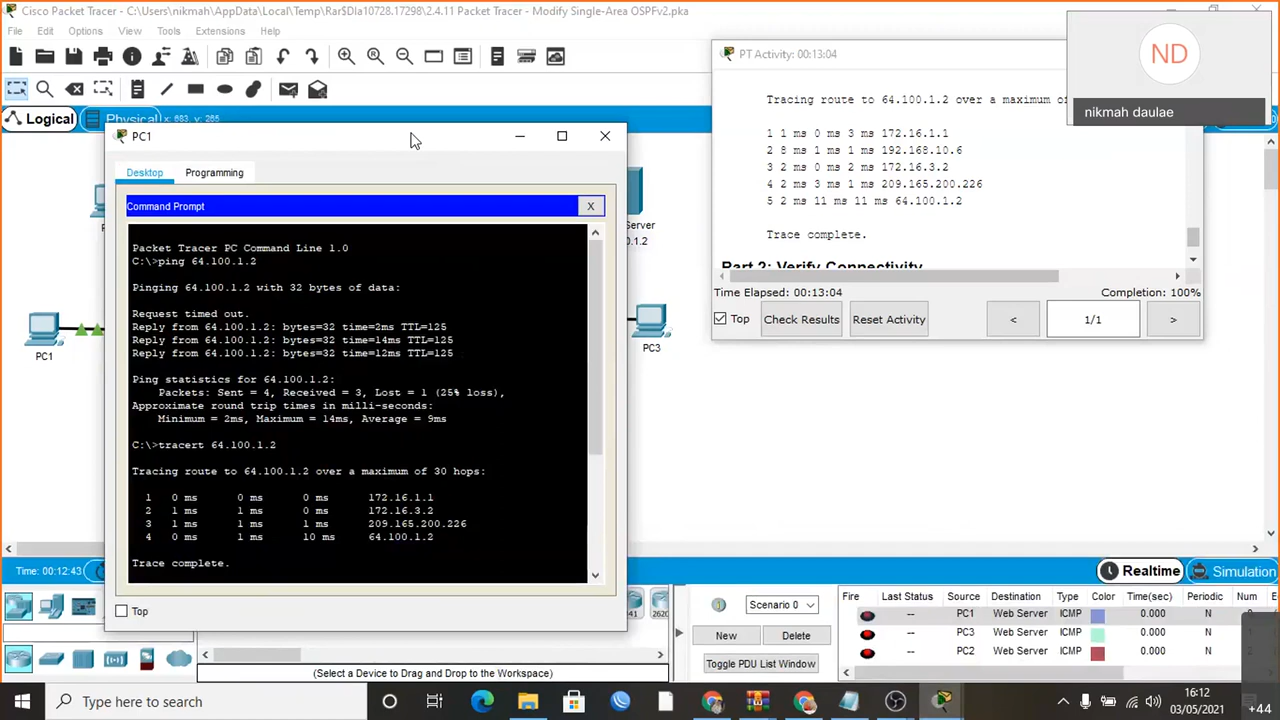 Cisco Packet Tracer - C:\Users\nikmah\AppData\Local\Temp\Rar$DIa10728.17298\2.4.11 Packet Tracer - Modify Single-Area OSPFv2.pka
File Edit Options View Tools Extensions Help
Logical Physical x: 683, y: 265
PC1
Desktop Programming
Command Prompt X
Packet Tracer PC Command Line 1.0
C:\>ping 64.100.1.2
Pinging 64.100.1.2 with 32 bytes of data:
Request timed out.
Reply from 64.100.1.2: bytes=32 time=2ms TTL=125
Reply from 64.100.1.2: bytes=32 time=14ms TTL=125
Reply from 64.100.1.2: bytes=32 time=12ms TTL=125
Ping statistics for 64.100.1.2:
Packets: Sent = 4, Received = 3, Lost = 1 (25% loss),
Approximate round trip times in milli-seconds:
Minimum = 2ms, Maximum = 14ms, Average = 9ms
C:\>tracert 64.100.1.2
Tracing route to 64.100.1.2 over a maximum of 30 hops:
1 0 ms 0 ms 0 ms 172.16.1.1
2 1 ms 1 ms 0 ms 172.16.3.2
3 1 ms 1 ms 1 ms 209.165.200.226
4 0 ms 1 ms 10 ms 64.100.1.2
Trace complete.
Top
PC1
Server
.1.2
PC3
PT Activity: 00:13:04
Tracing route to 64.100.1.2 over a maximum o
1 1 ms 0 ms 3 ms 172.16.1.1
2 8 ms 1 ms 1 ms 192.168.10.6
3 2 ms 0 ms 2 ms 172.16.3.2
4 2 ms 3 ms 1 ms 209.165.200.226
5 2 ms 11 ms 11 ms 64.100.1.2
Trace complete.
Part 2: Verify Connectivity
Time Elapsed: 00:13:04 Completion: 100%
Top Check Results Reset Activity < 1/1 >
ND
nikmah daulae
Time: 00:12:43
Realtime Simulation
41 2620
(Select a Device to Drag and Drop to the Workspace)
Scenario 0
New Delete
Toggle PDU List Window
Fire Last Status Source Destination Type Color Time(sec) Periodic Num
-- PC1 Web Server ICMP 0.000 N
-- PC3 Web Server ICMP 0.000 N
-- PC2 Web Server ICMP 0.000 N
Type here to search
16:12
03/05/2021
+44